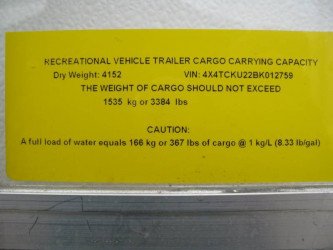 RECREATIONAL VEHICLE TRAILER CARGO CARRYING CAPACITY
Dry Weight: 4152 VIN: 4X4TCKU22BK012759
THE WEIGHT OF CARGO SHOULD NOT EXCEED
1535 kg or 3384 lbs
CAUTION:
A full load of water equals 166 kg or 367 lbs of cargo @ 1 kg/L (8.33 lb/gal)